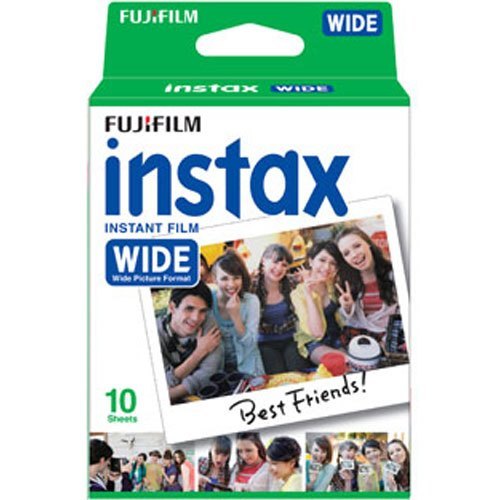 FUJIFILM
WIDE
instax WIDE
FUJIFILM
instax
INSTANT FILM
WIDE
Wide Picture Format
Best Friends!
10
Sheets